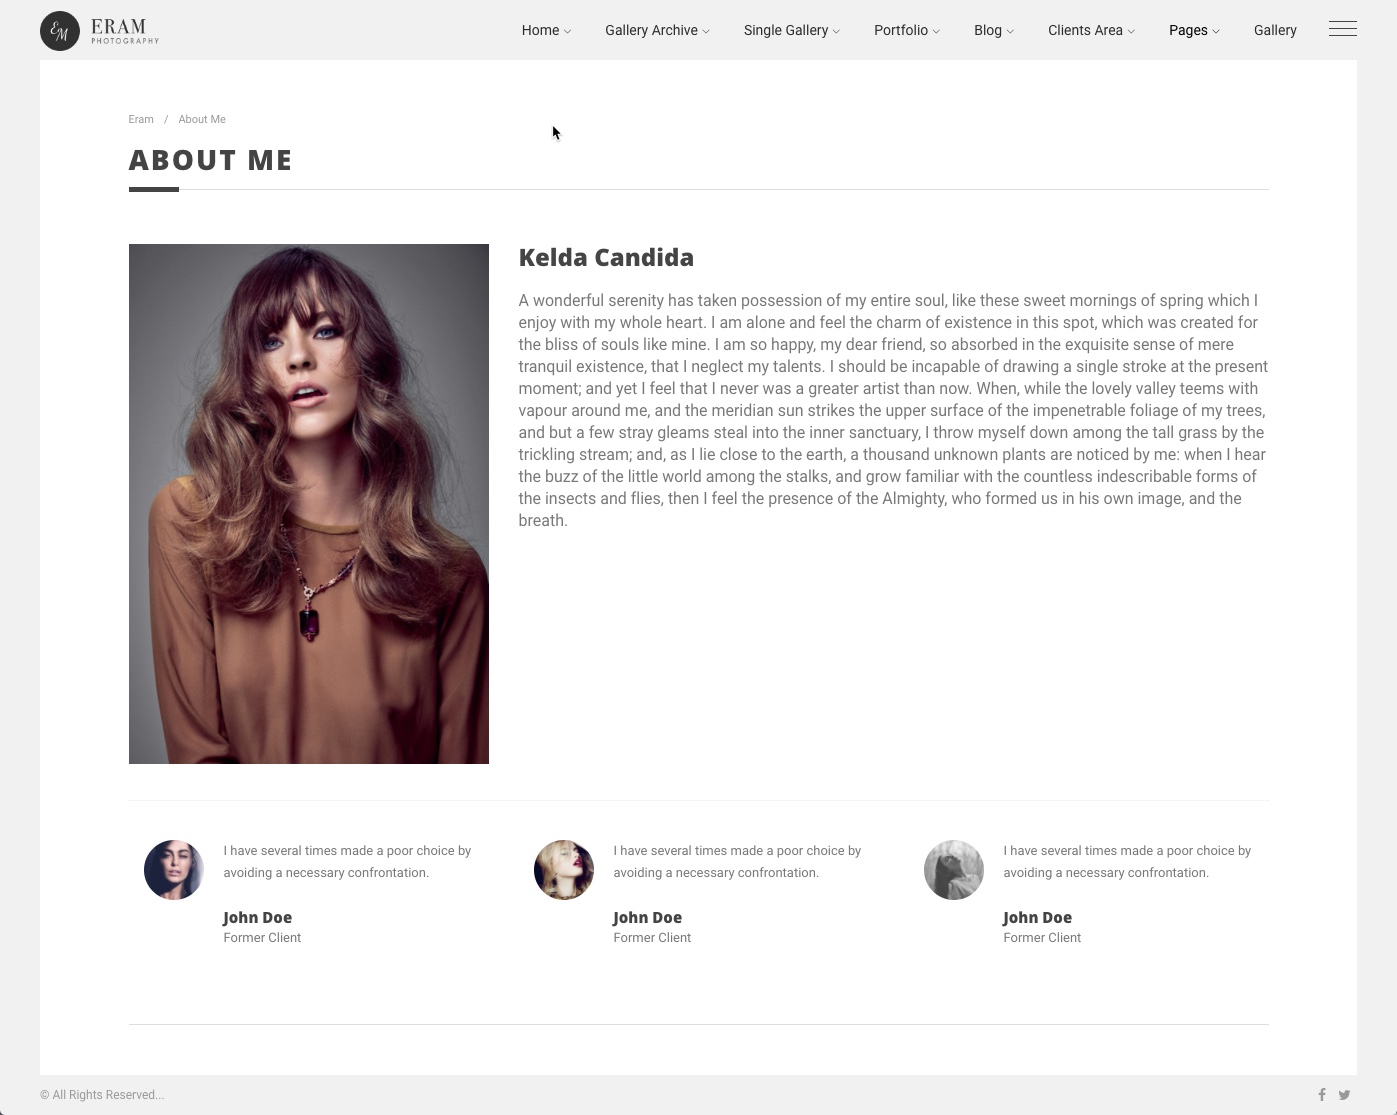 EM
ERAM
PHOTOGRAPHY
Home
Gallery Archive
Single Gallery
Portfolio
Blog
Clients Area
Pages
Gallery
Eram / About Me
ABOUT ME
Kelda Candida
A wonderful serenity has taken possession of my entire soul, like these sweet mornings of spring which I
enjoy with my whole heart. I am alone and feel the charm of existence in this spot, which was created for
the bliss of souls like mine. I am so happy, my dear friend, so absorbed in the exquisite sense of mere
tranquil existence, that I neglect my talents. I should be incapable of drawing a single stroke at the present
moment; and yet I feel that I never was a greater artist than now. When, while the lovely valley teems with
vapour around me, and the meridian sun strikes the upper surface of the impenetrable foliage of my trees,
and but a few stray gleams steal into the inner sanctuary, I throw myself down among the tall grass by the
trickling stream; and, as I lie close to the earth, a thousand unknown plants are noticed by me: when I hear
the buzz of the little world among the stalks, and grow familiar with the countless indescribable forms of
the insects and flies, then I feel the presence of the Almighty, who formed us in his own image, and the
breath.
I have several times made a poor choice by
avoiding a necessary confrontation.
John Doe
Former Client
I have several times made a poor choice by
avoiding a necessary confrontation.
John Doe
Former Client
I have several times made a poor choice by
avoiding a necessary confrontation.
John Doe
Former Client
© All Rights Reserved...